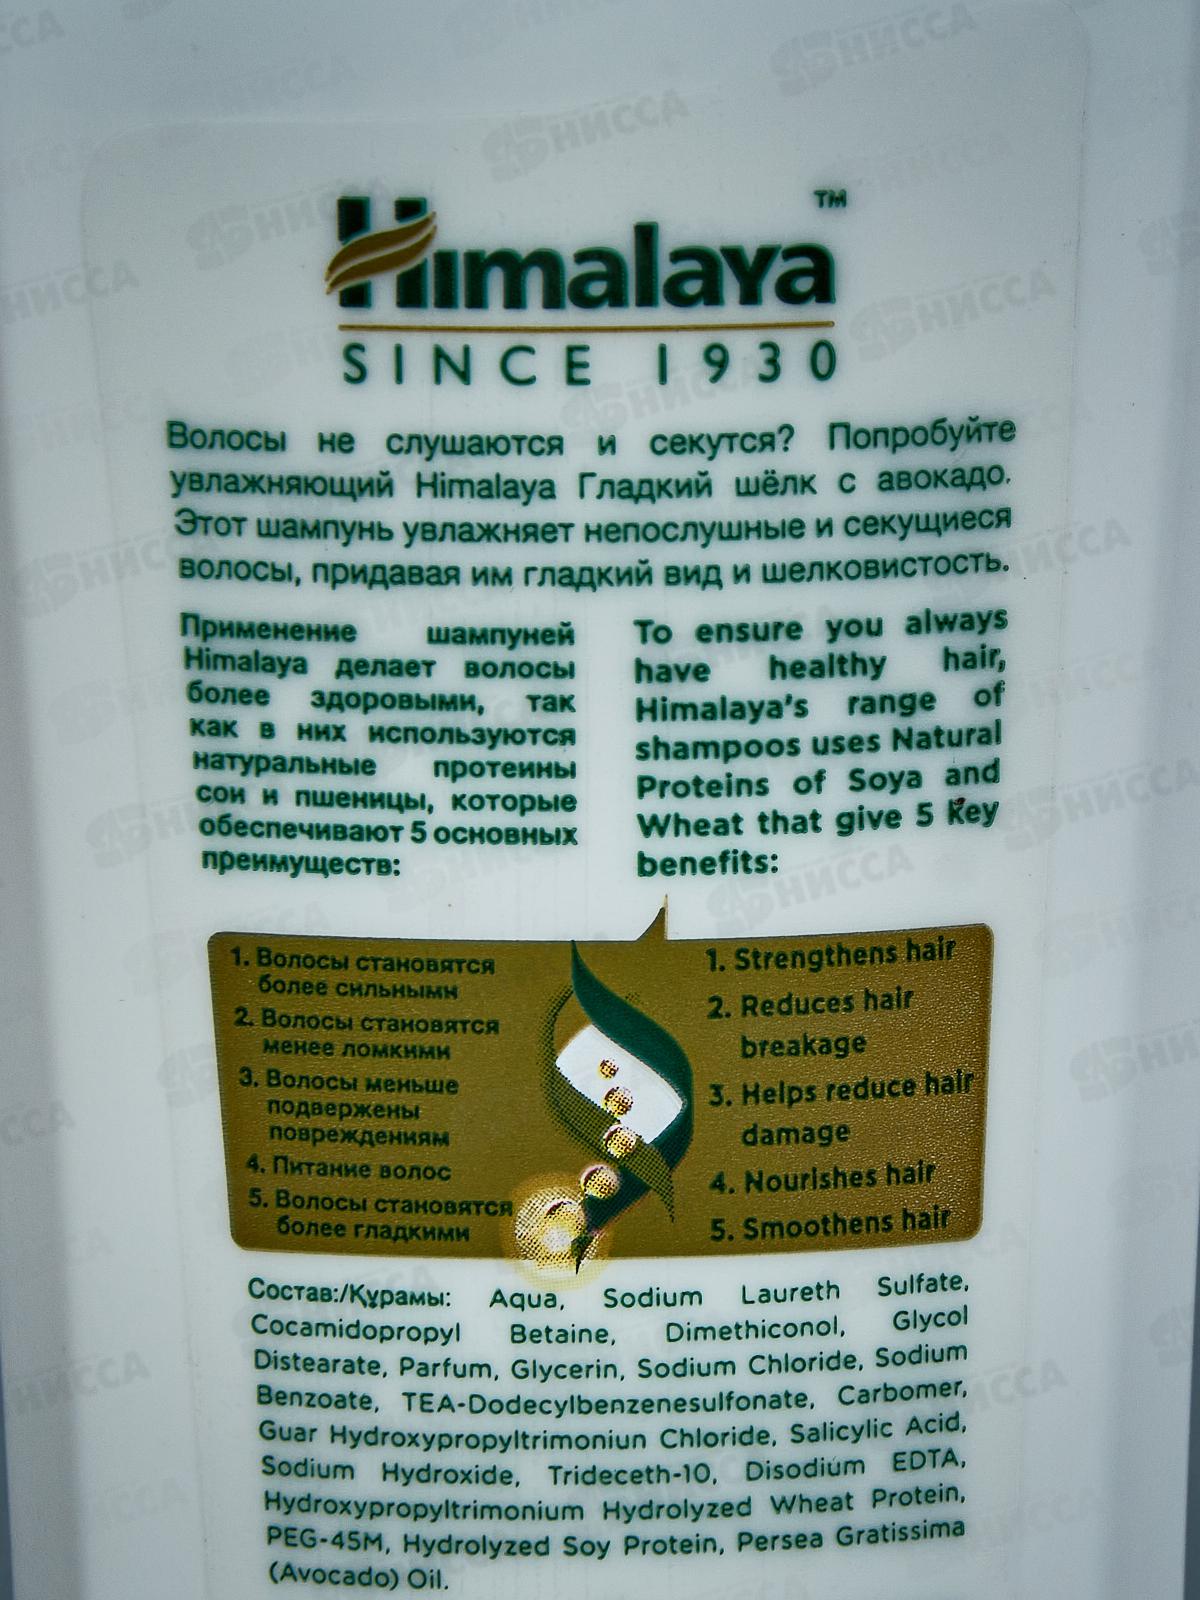 Himalaya™
SINCE 1930
Волосы не слушаются и секутся? Попробуйте
увлажняющий Himalaya Гладкий шёлк с авокадо.
Этот шампунь увлажняет непослушные и секущиеся
волосы, придавая им гладкий вид и шелковистость.
Применение шампуней
Himalaya делает волосы
более здоровыми, так
как в них используются
натуральные протеины
сои и пшеницы, которые
обеспечивают 5 основных
преимуществ:
To ensure you always
have healthy hair,
Himalaya's range of
shampoos uses Natural
Proteins of Soya and
Wheat that give 5 key
benefits:
1. Волосы становятся
более сильными
2. Волосы становятся
менее ломкими
3. Волосы меньше
подвержены
повреждениям
4. Питание волос
5. Волосы становятся
более гладкими
1. Strengthens hair
2. Reduces hair
breakage
3. Helps reduce hair
damage
4. Nourishes hair
5. Smoothens hair
Состав:/Құрамы: Aqua, Sodium Laureth Sulfate,
Cocamidopropyl Betaine, Dimethiconol, Glycol
Distearate, Parfum, Glycerin, Sodium Chloride, Sodium
Benzoate, TEA-Dodecylbenzenesulfonate, Carbomer,
Guar Hydroxypropyltrimoniun Chloride, Salicylic Acid,
Sodium Hydroxide, Trideceth-10, Disodium EDTA,
Hydroxypropyltrimonium Hydrolyzed Wheat Protein,
PEG-45M, Hydrolyzed Soy Protein, Persea Gratissima
(Avocado) Oil.